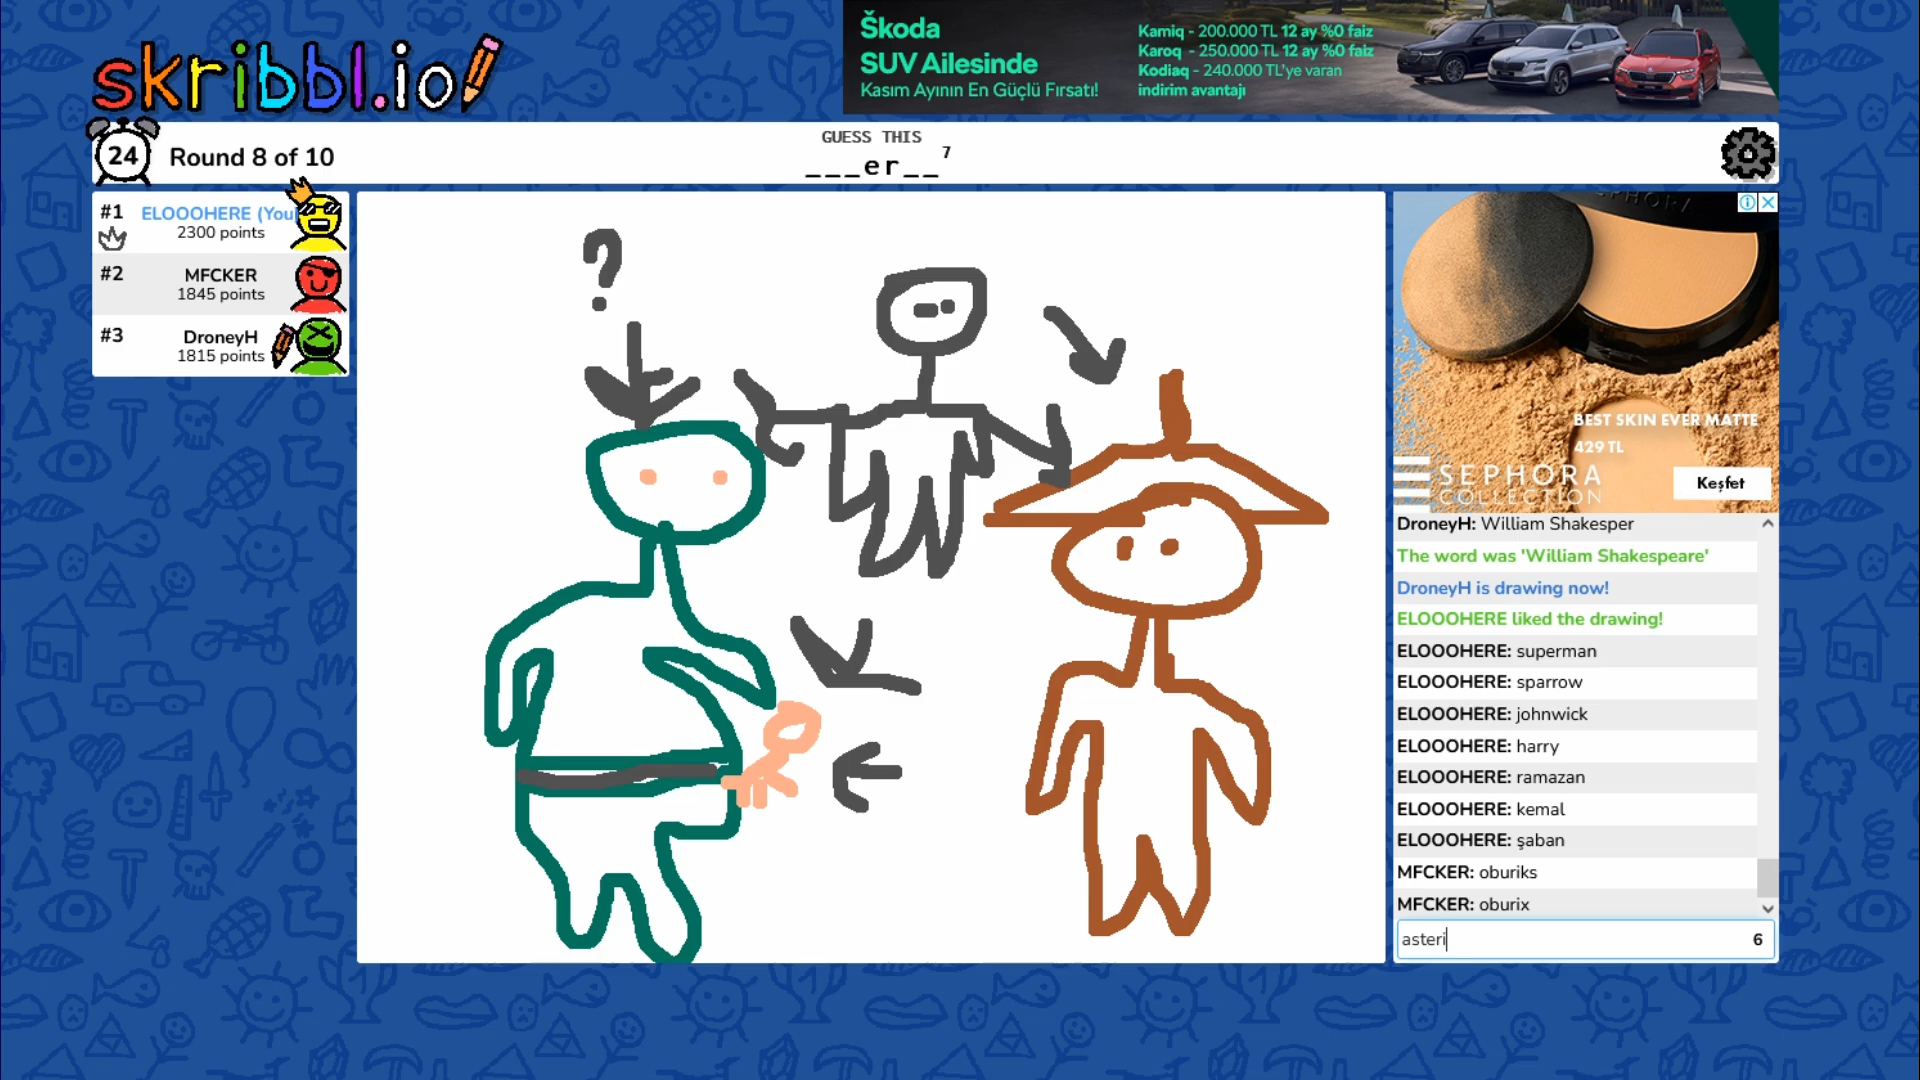 skribbl.io
Škoda
SUV Ailesinde
Kasım Ayının En Güçlü Fırsatı!
Kamiq - 200.000 TL 12 ay %0 faiz
Karoq - 250.000 TL 12 ay %0 faiz
Kodiaq - 240.000 TL'ye varan
indirim avantajı
24
Round 8 of 10
GUESS THIS
___er__ 7
#1
ELOOOHERE (You
2300 points
#2
MFCKER
1845 points
#3
DroneyH
1815 points
?
SEPHORA
BEST SKIN EVER MATTE
429 TL
SEPHORA
COLLECTION
Keşfet
DroneyH: William Shakesper
The word was 'William Shakespeare'
DroneyH is drawing now!
ELOOOHERE liked the drawing!
ELOOOHERE: superman
ELOOOHERE: sparrow
ELOOOHERE: johnwick
ELOOOHERE: harry
ELOOOHERE: ramazan
ELOOOHERE: kemal
ELOOOHERE: şaban
MFCKER: oburiks
MFCKER: oburix
asteri
6